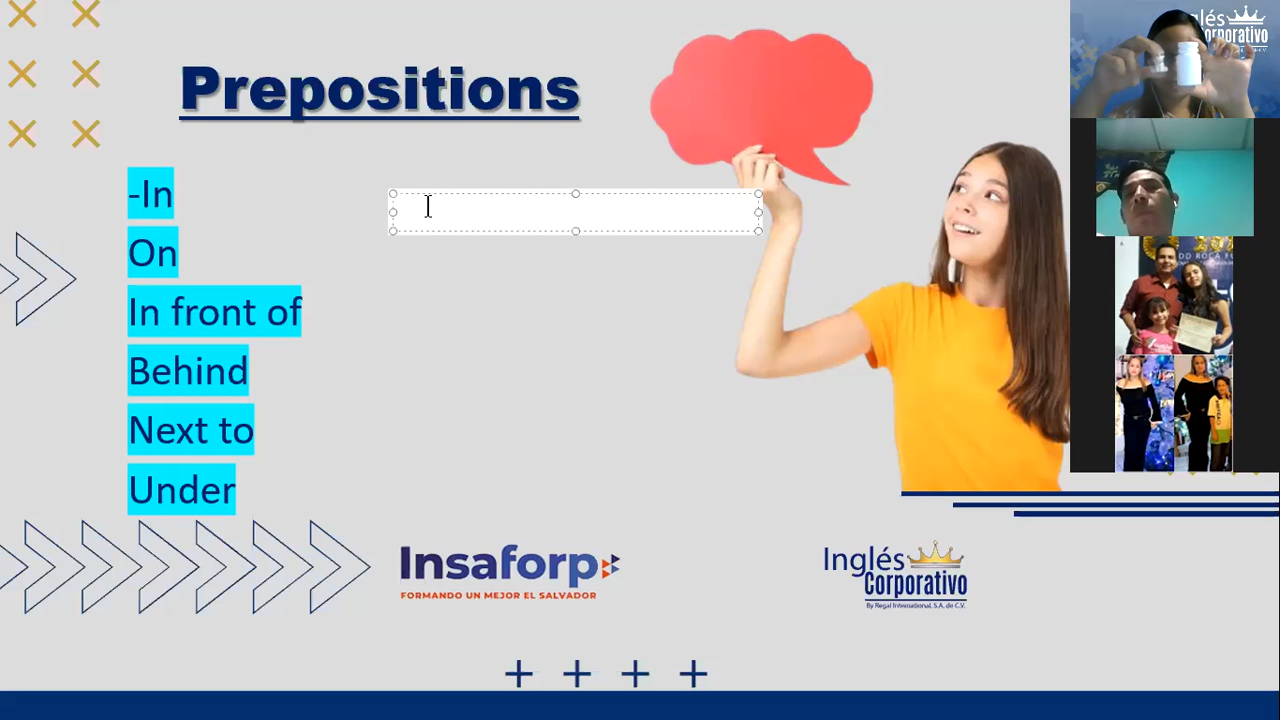 Prepositions
-In
On
In front of
Behind
Next to
Under
Insaforp
FORMANDO UN MEJOR EL SALVADOR
Inglés
Corporativo
By Regal International, S.A. de C.V.
Inglés
Corporativo